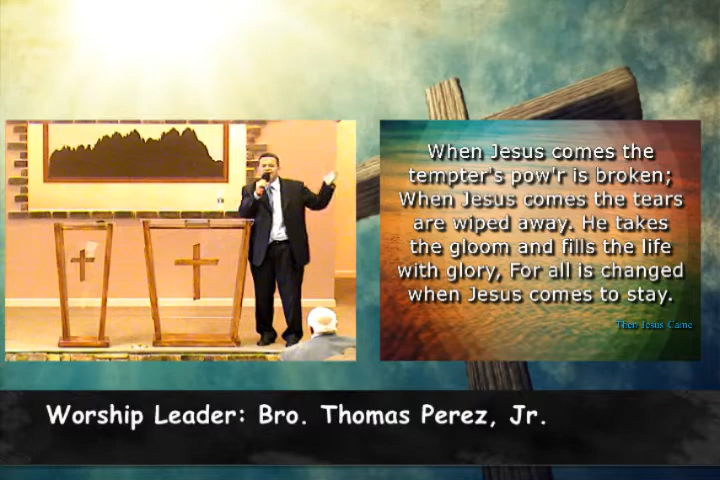 When Jesus comes the
tempter's pow'r is broken;
When Jesus comes the tears
are wiped away. He takes
the gloom and fills the life
with glory, For all is changed
when Jesus comes to stay.
Then Jesus Came
Worship Leader: Bro. Thomas Perez, Jr.